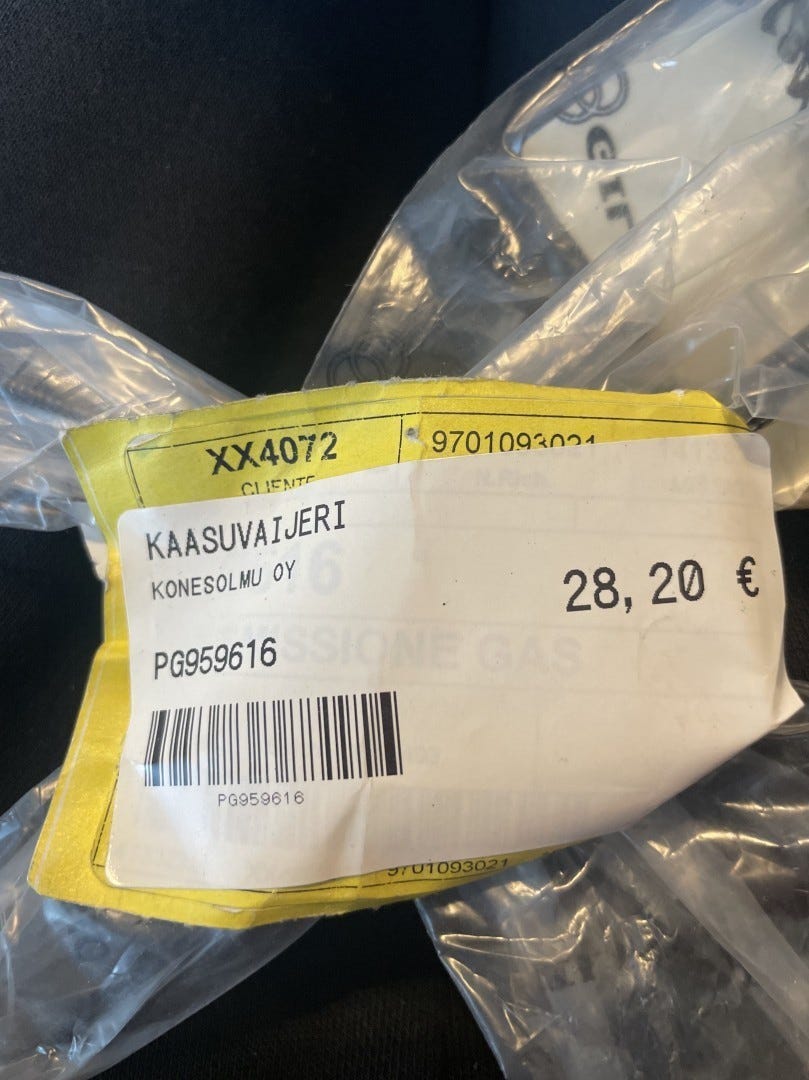 XX4072
9701093021
CLIENTE
KAASUVAIJERI
KONESOLMU OY
28,20 €
PG959616
PG959616
9701093021